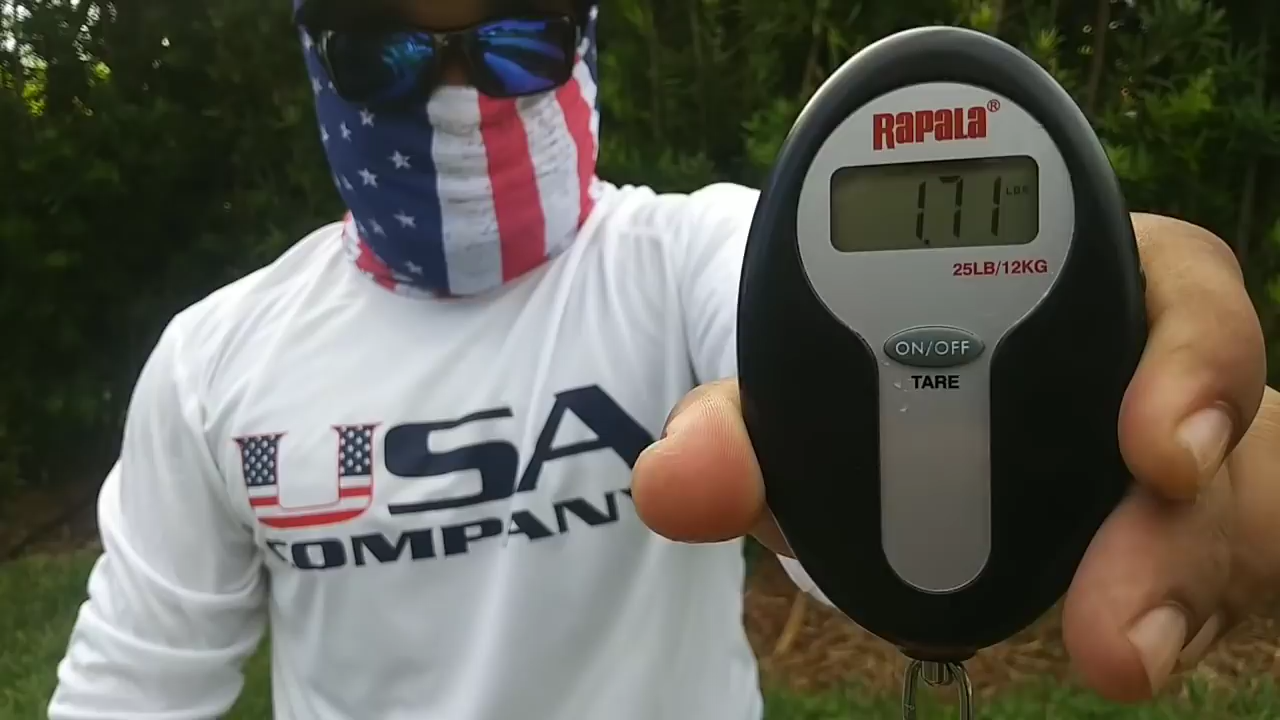 RAPALA®
1.71 LBS
25LB/12KG
ON/OFF
TARE
USA
COMPANY